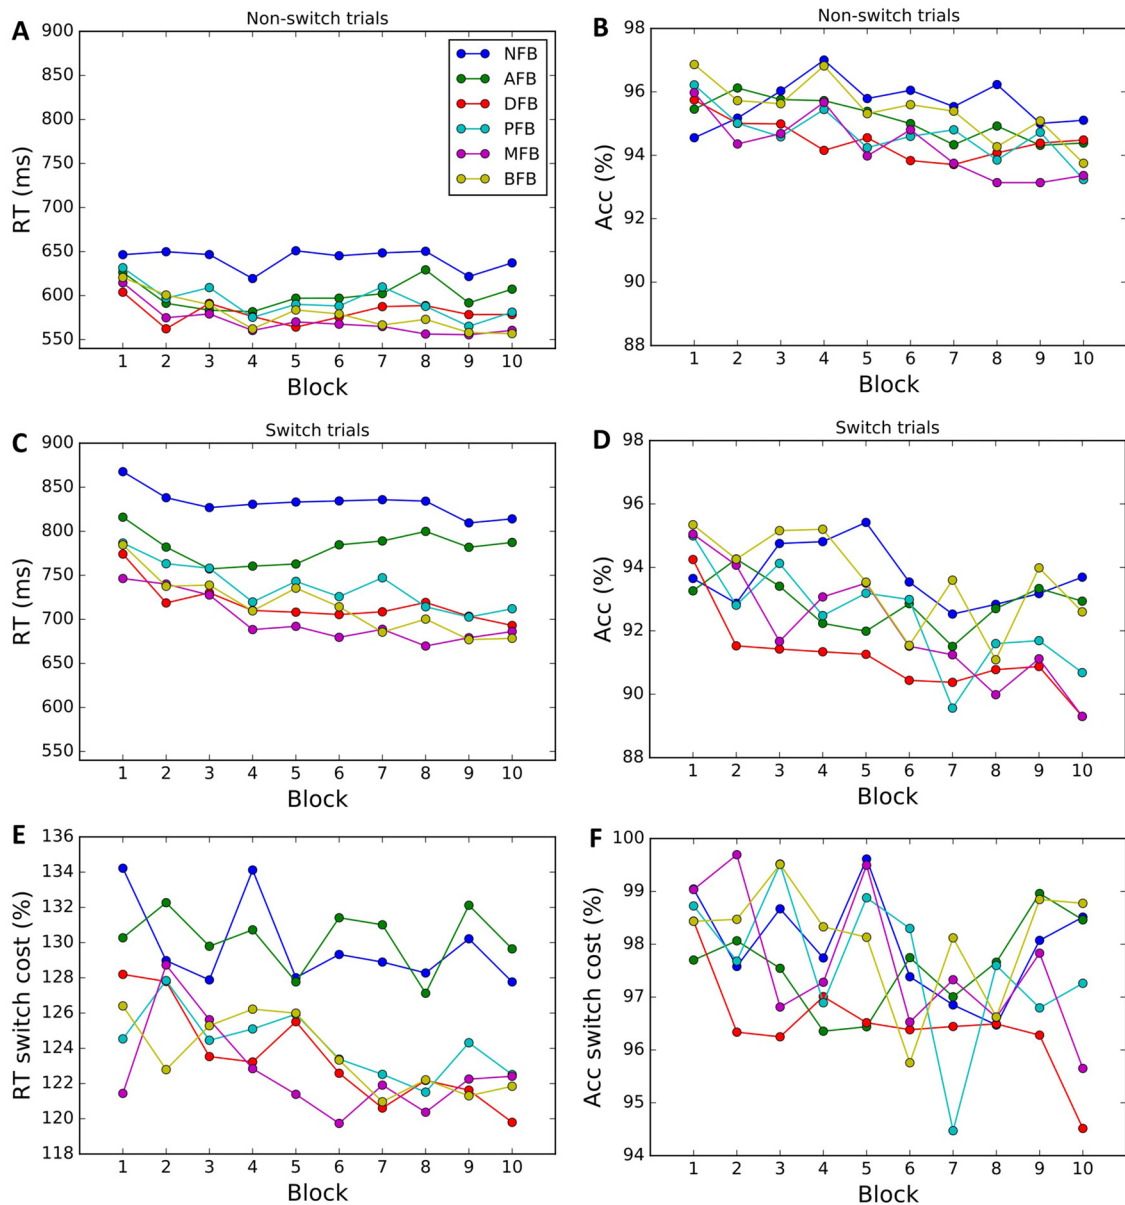 A
Non-switch trials
900
850
800
750
700
650
600
550
RT (ms)
NFB
AFB
DFB
PFB
MFB
BFB
1 2 3 4 5 6 7 8 9 10
Block
B
Non-switch trials
98
96
94
92
90
88
Acc (%)
1 2 3 4 5 6 7 8 9 10
Block
C
Switch trials
900
850
800
750
700
650
600
550
RT (ms)
1 2 3 4 5 6 7 8 9 10
Block
D
Switch trials
98
96
94
92
90
88
Acc (%)
1 2 3 4 5 6 7 8 9 10
Block
E
136
134
132
130
128
126
124
122
120
118
RT switch cost (%)
1 2 3 4 5 6 7 8 9 10
Block
F
100
99
98
97
96
95
94
Acc switch cost (%)
1 2 3 4 5 6 7 8 9 10
Block